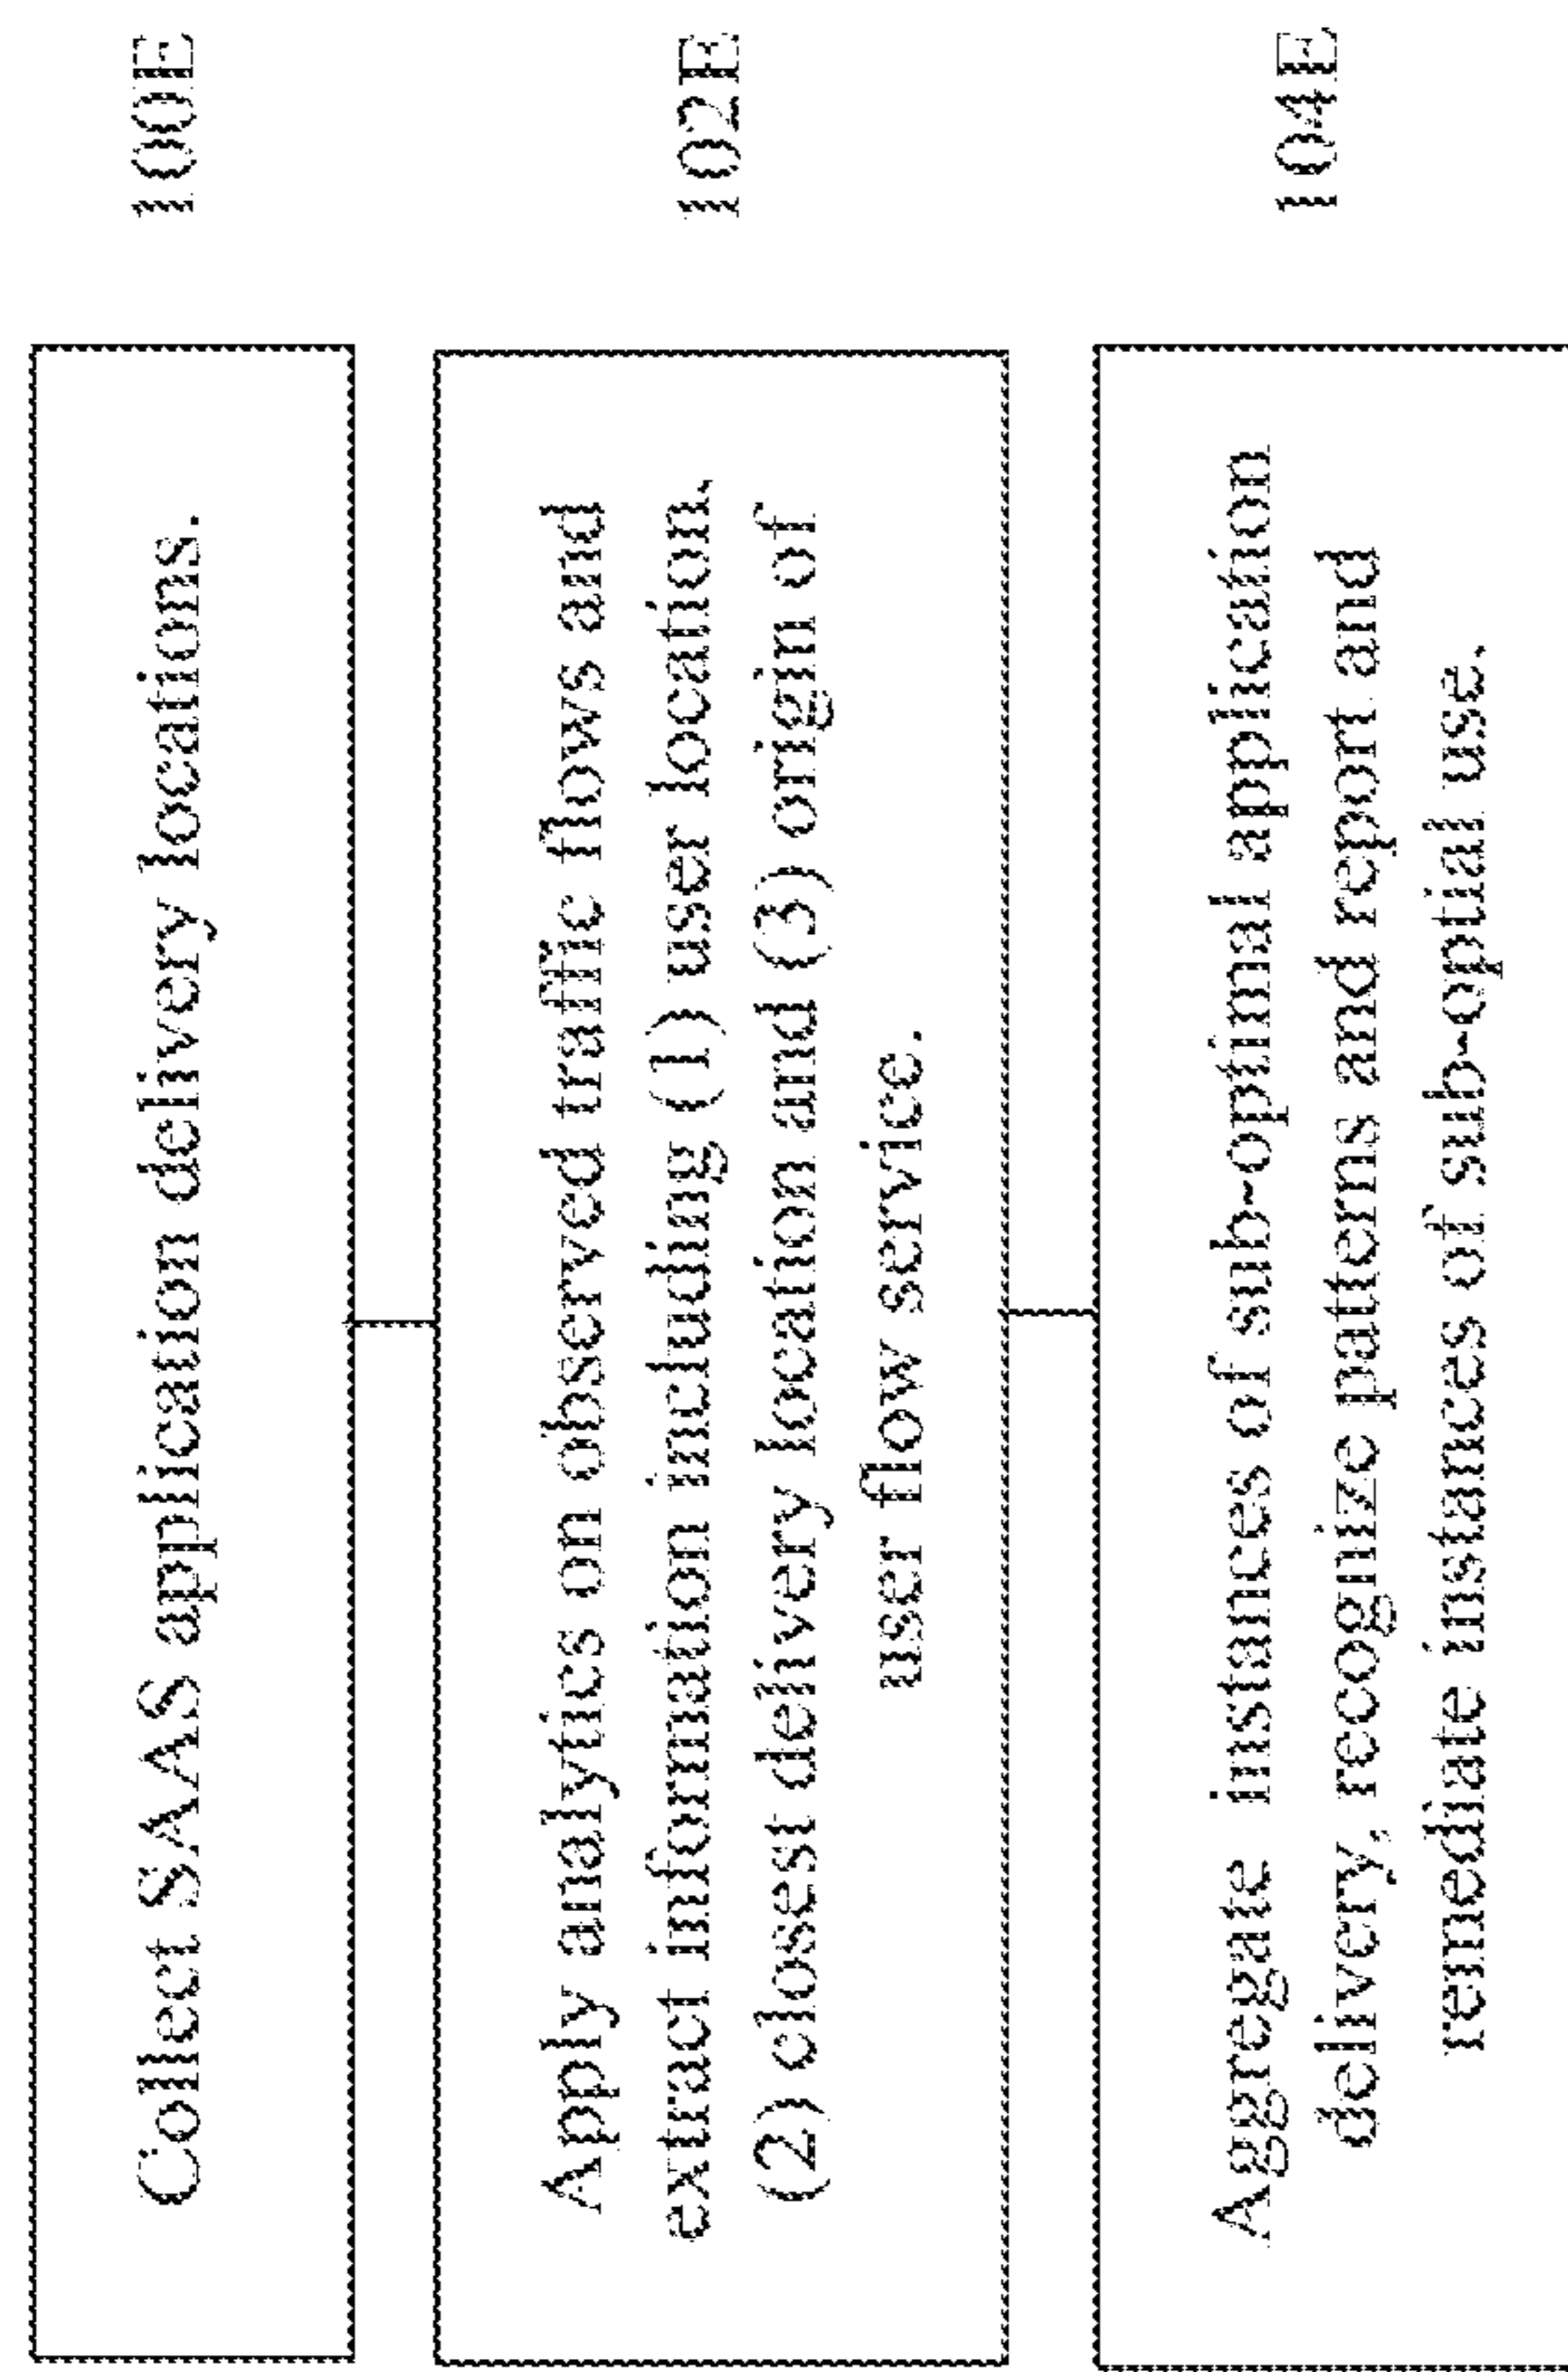 Collect SAAS application delivery locations.
100E
Apply analytics on observed traffic flows and
extract information including (1) user location,
(2) closest delivery location and (3) origin of
user flow service.
102E
Aggregate instances of sub-optimal application
delivery, recognize patterns and report and
remediate instances of sub-optial use.
104E